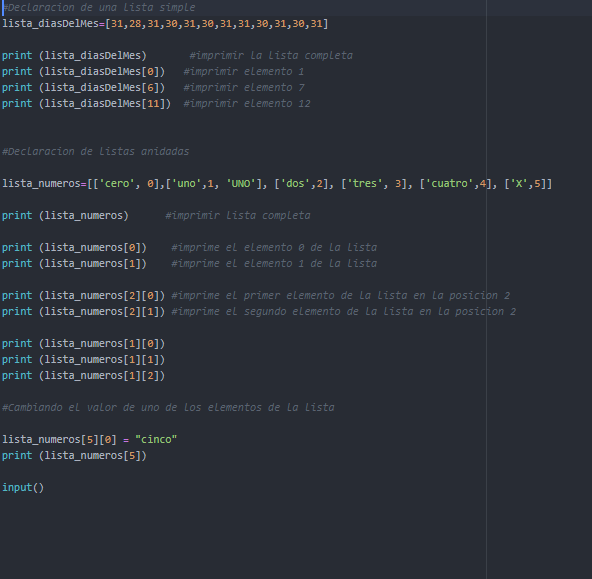 #Declaracion de una lista simple
lista_diasDelMes=[31,28,31,30,31,30,31,31,30,31,30,31]
print (lista_diasDelMes) #imprimir la lista completa
print (lista_diasDelMes[0]) #imprimir elemento 1
print (lista_diasDelMes[6]) #imprimir elemento 7
print (lista_diasDelMes[11]) #imprimir elemento 12
#Declaracion de listas anidadas
lista_numeros=[['cero', 0],['uno',1, 'UNO'], ['dos',2], ['tres', 3], ['cuatro',4], ['X',5]]
print (lista_numeros) #imprimir lista completa
print (lista_numeros[0]) #imprime el elemento 0 de la lista
print (lista_numeros[1]) #imprime el elemento 1 de la lista
print (lista_numeros[2][0]) #imprime el primer elemento de la lista en la posicion 2
print (lista_numeros[2][1]) #imprime el segundo elemento de la lista en la posicion 2
print (lista_numeros[1][0])
print (lista_numeros[1][1])
print (lista_numeros[1][2])
#Cambiando el valor de uno de los elementos de la lista
lista_numeros[5][0] = "cinco"
print (lista_numeros[5])
input()